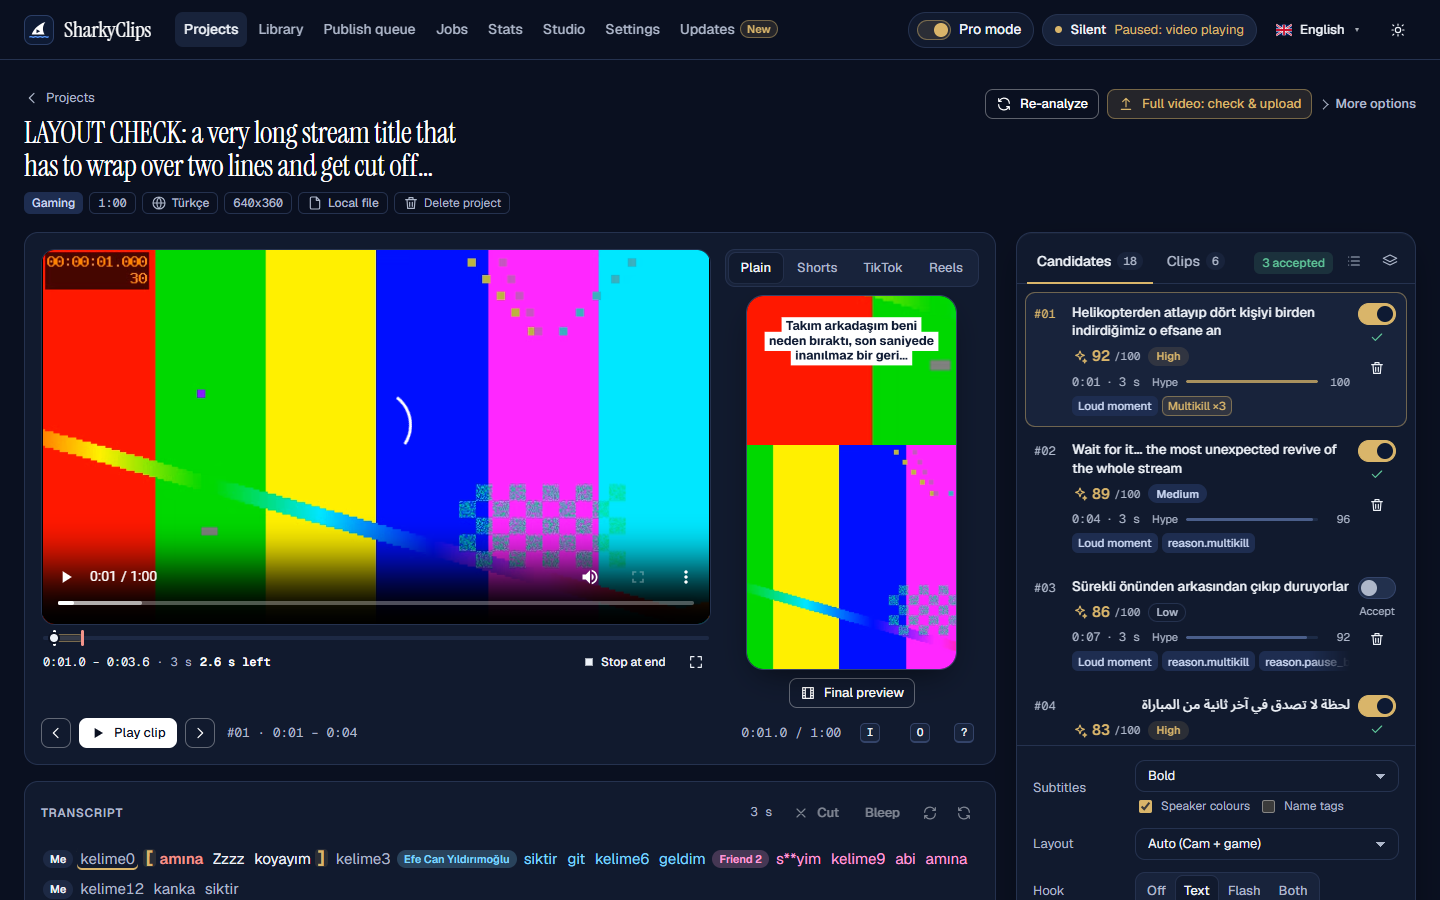 SharkyClips
Projects Library Publish queue Jobs Stats Studio Settings Updates New
Pro mode
Silent Paused: video playing
English
Projects
Re-analyze
Full video: check & upload
More options
LAYOUT CHECK: a very long stream title that
has to wrap over two lines and get cut off...
Gaming 1:00 Türkçe 640x360 Local file Delete project
00:00:01.000
30
0:01 / 1:00
0:01.0 – 0:03.6 · 3 s 2.6 s left
Stop at end
Plain Shorts TikTok Reels
Takım arkadaşım beni
neden bıraktı, son saniyede
inanılmaz bir geri...
Final preview
Play clip
#01 · 0:01 – 0:04
0:01.0 / 1:00
I O ?
TRANSCRIPT
3 s Cut Bleep
Me kelime0 [ amına Zzzz koyayım ] kelime3 Efe Can Yıldırımoğlu siktir git kelime6 geldim Friend 2 s**yim kelime9 abi amına
Me kelime12 kanka siktir
Candidates 18 Clips 6 3 accepted
#01 Helikopterden atlayıp dört kişiyi birden
indirdiğimiz o efsane an
92 /100 High
0:01 · 3 s Hype 100
Loud moment Multikill ×3
#02 Wait for it... the most unexpected revive of
the whole stream
89 /100 Medium
0:04 · 3 s Hype 96
Loud moment reason.multikill
#03 Sürekli önünden arkasından çıkıp duruyorlar
86 /100 Low
Accept
0:07 · 3 s Hype 92
Loud moment reason.multikill
#04 لحظة لا تصدق في آخر ثانية من المباراة
83 /100 High
Subtitles Bold
Speaker colours Name tags
Layout Auto (Cam + game)
Hook Off Text Flash Both